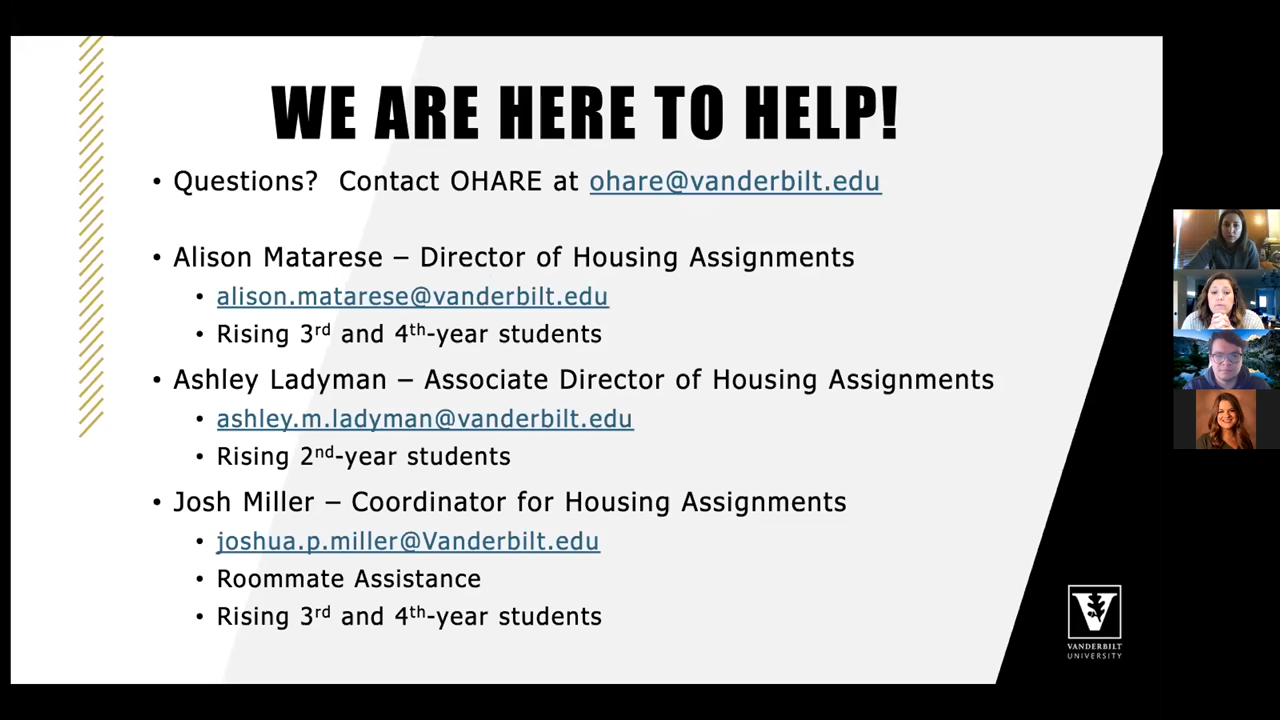 WE ARE HERE TO HELP!
• Questions?  Contact OHARE at ohare@vanderbilt.edu
• Alison Matarese – Director of Housing Assignments
• alison.matarese@vanderbilt.edu
• Rising 3rd and 4th-year students
• Ashley Ladyman – Associate Director of Housing Assignments
• ashley.m.ladyman@vanderbilt.edu
• Rising 2nd-year students
• Josh Miller – Coordinator for Housing Assignments
• joshua.p.miller@Vanderbilt.edu
• Roommate Assistance
• Rising 3rd and 4th-year students
V
VANDERBILT
UNIVERSITY